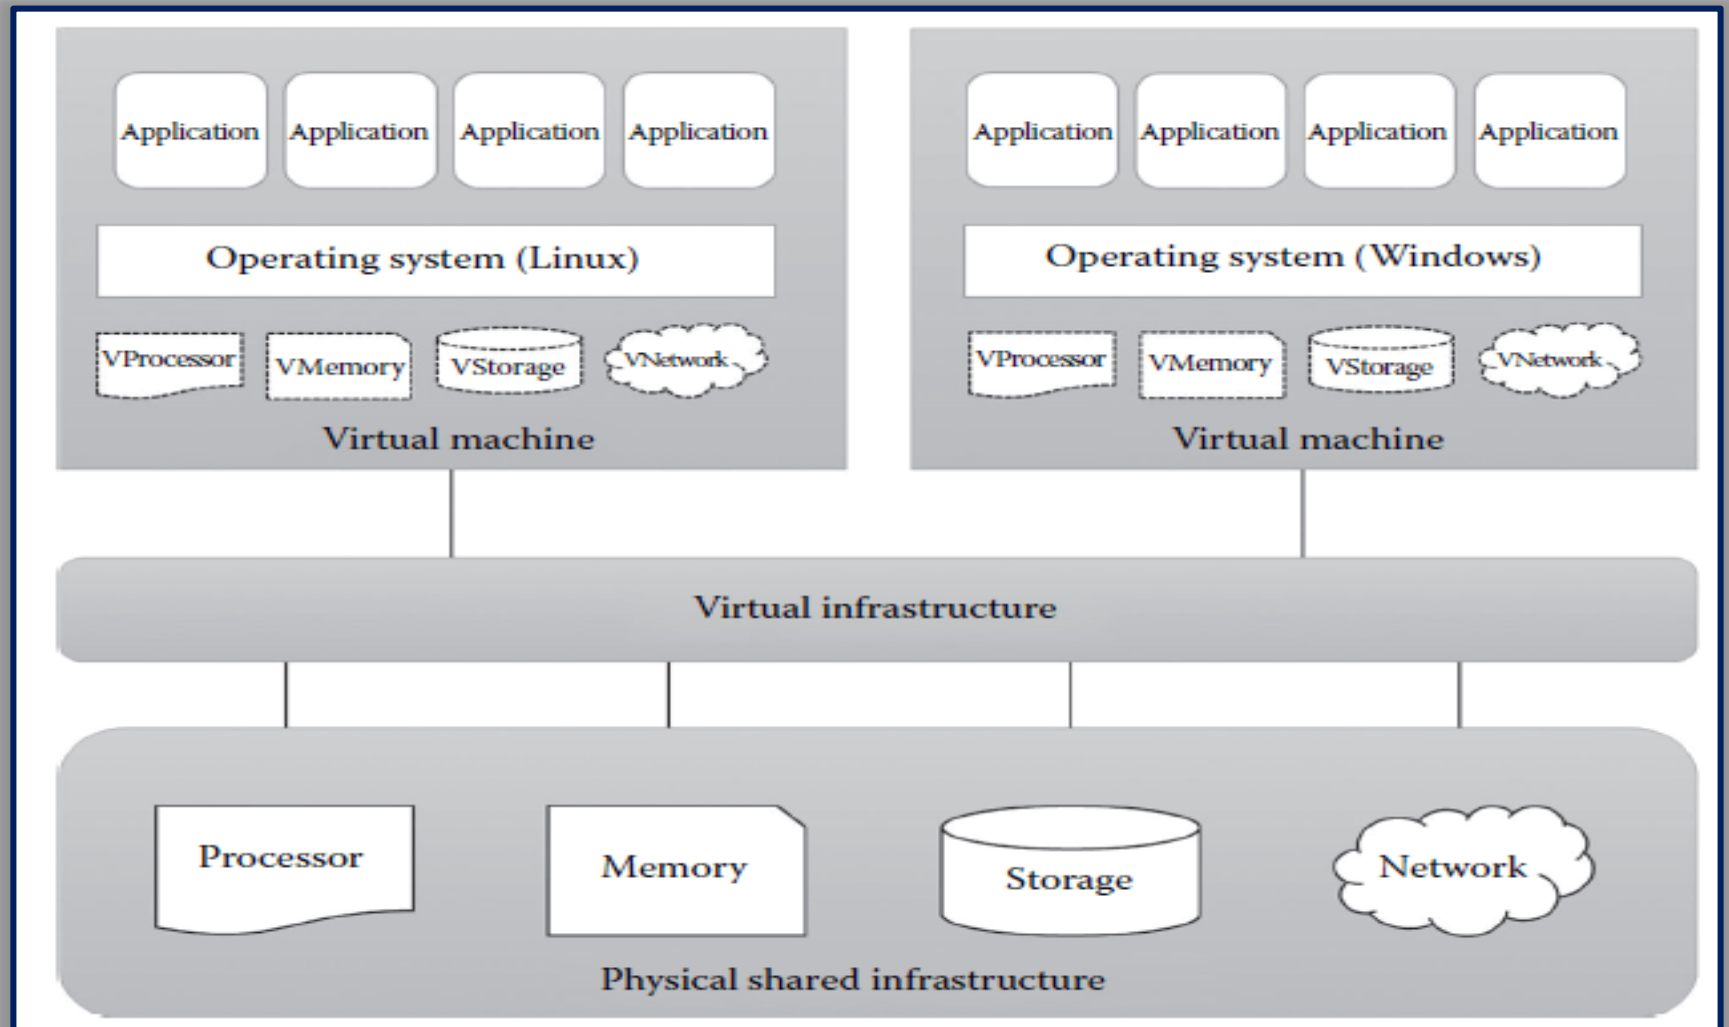 Application Application Application Application
Operating system (Linux)
VProcessor VMemory VStorage VNetwork
Virtual machine
Application Application Application Application
Operating system (Windows)
VProcessor VMemory VStorage VNetwork
Virtual machine
Virtual infrastructure
Processor Memory Storage Network
Physical shared infrastructure